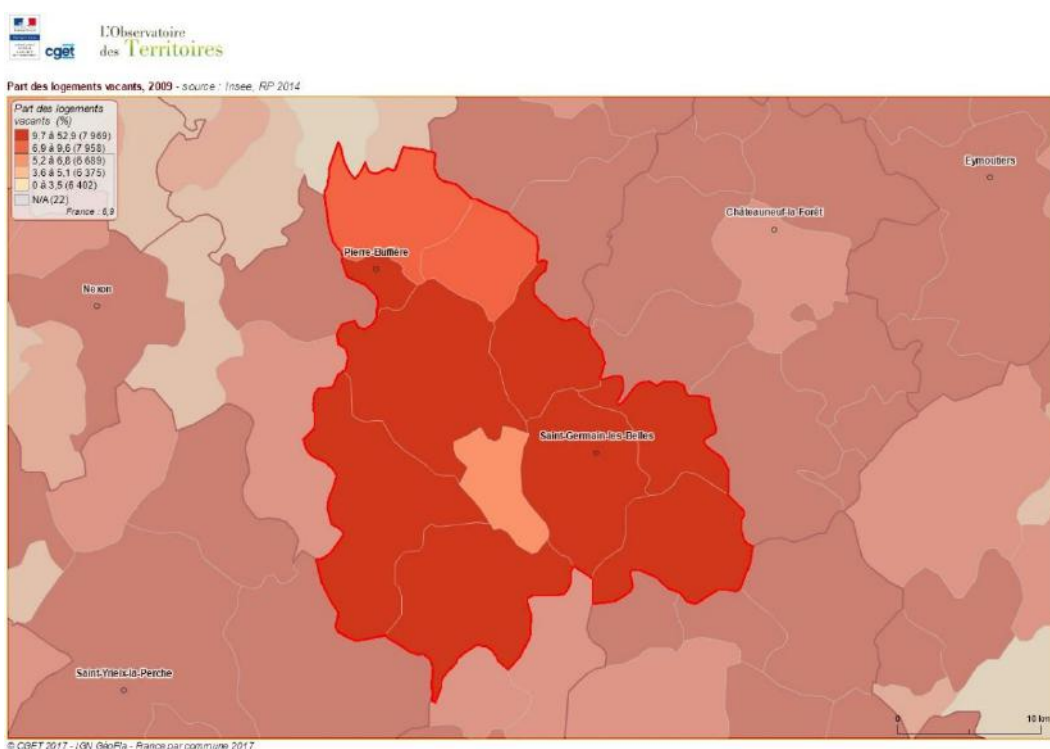 cget
L'Observatoire
des Territoires
Part des logements vacants, 2009 - source : Insee, RP 2014
Part des logements
vacants (%)
9,7 à 52,9 (7 969)
6,9 à 9,6 (7 958)
5,2 à 6,8 (6 689)
3,6 à 5,1 (6 375)
0 à 3,5 (6 402)
N/A (22)
France : 6,9
Eymoutiers
Châteauneuf-la-Forêt
Pierre-Buffière
Nexon
Saint-Germain-les-Belles
Saint-Yrieix-la-Perche
0
10 km
© CGET 2017 - IGN GéoFla - France par commune 2017